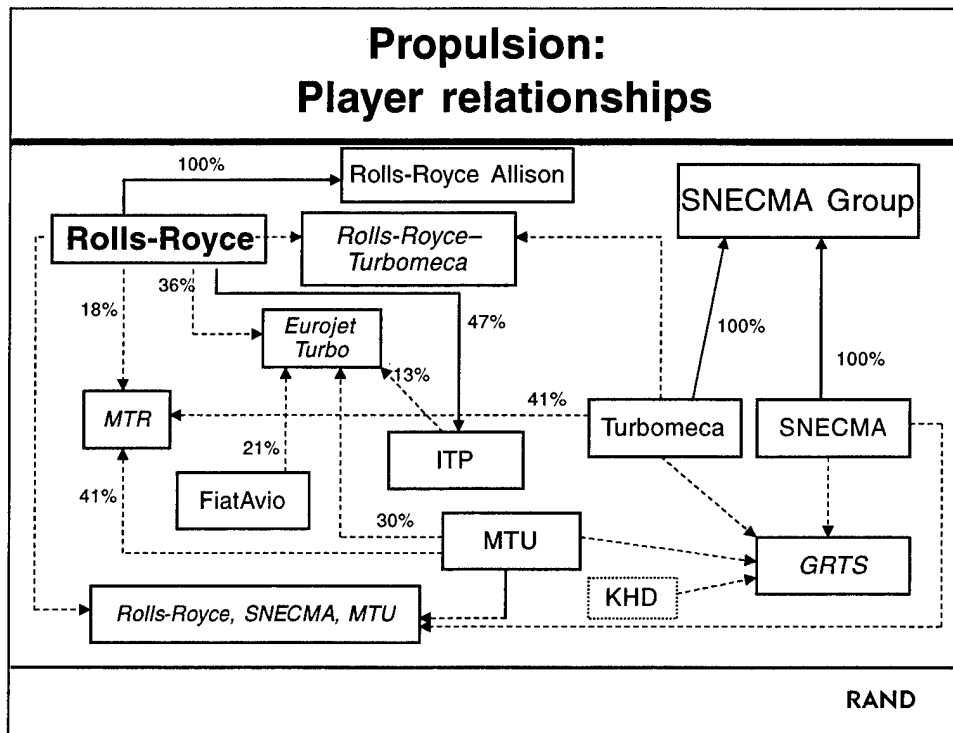 Propulsion:
Player relationships
100%
Rolls-Royce Allison
SNECMA Group
Rolls-Royce
Rolls-Royce–
Turbomeca
36%
18%
47%
Eurojet
Turbo
100%
100%
13%
MTR
41%
Turbomeca
SNECMA
21%
ITP
41%
FiatAvio
30%
MTU
GRTS
KHD
Rolls-Royce, SNECMA, MTU
RAND